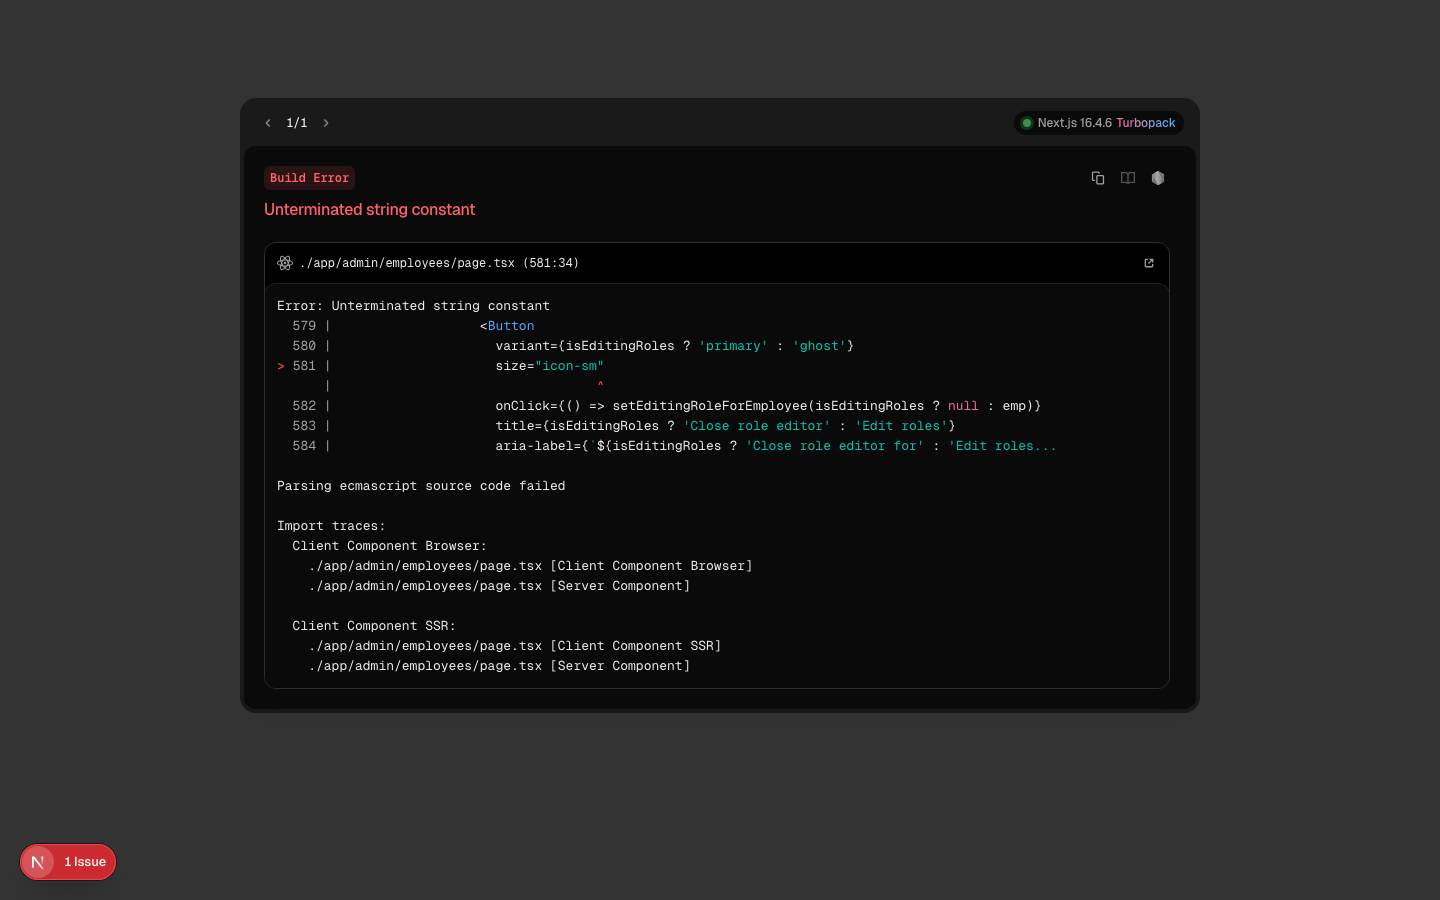 1/1
Next.js 16.4.6 Turbopack
Build Error
Unterminated string constant
./app/admin/employees/page.tsx (581:34)
Error: Unterminated string constant
579 |                   <Button
580 |                     variant={isEditingRoles ? 'primary' : 'ghost'}
> 581 |                     size="icon-sm"
|                                  ^
582 |                     onClick={() => setEditingRoleForEmployee(isEditingRoles ? null : emp)}
583 |                     title={isEditingRoles ? 'Close role editor' : 'Edit roles'}
584 |                     aria-label={`${isEditingRoles ? 'Close role editor for' : 'Edit roles...
Parsing ecmascript source code failed
Import traces:
Client Component Browser:
./app/admin/employees/page.tsx [Client Component Browser]
./app/admin/employees/page.tsx [Server Component]
Client Component SSR:
./app/admin/employees/page.tsx [Client Component SSR]
./app/admin/employees/page.tsx [Server Component]
1 Issue